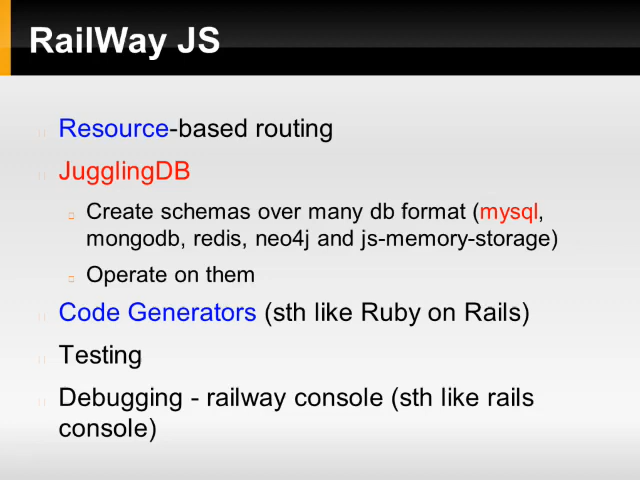 RailWay JS
Resource-based routing
JugglingDB
Create schemas over many db format (mysql,
mongodb, redis, neo4j and js-memory-storage)
Operate on them
Code Generators (sth like Ruby on Rails)
Testing
Debugging - railway console (sth like rails
console)